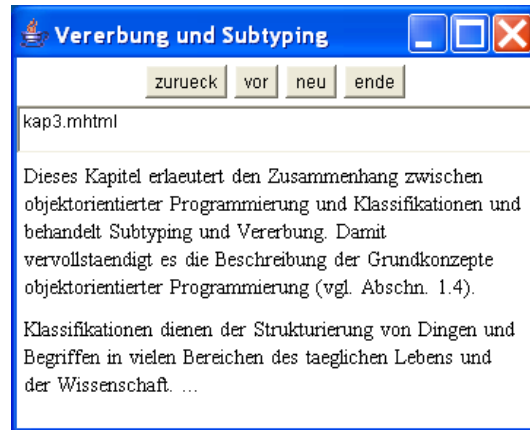 Vererbung und Subtyping
zurueck vor neu ende
kap3.mhtml
Dieses Kapitel erlaeutert den Zusammenhang zwischen
objektorientierter Programmierung und Klassifikationen und
behandelt Subtyping und Vererbung. Damit
vervollstaendigt es die Beschreibung der Grundkonzepte
objektorientierter Programmierung (vgl. Abschn. 1.4).
Klassifikationen dienen der Strukturierung von Dingen und
Begriffen in vielen Bereichen des taeglichen Lebens und
der Wissenschaft. ...